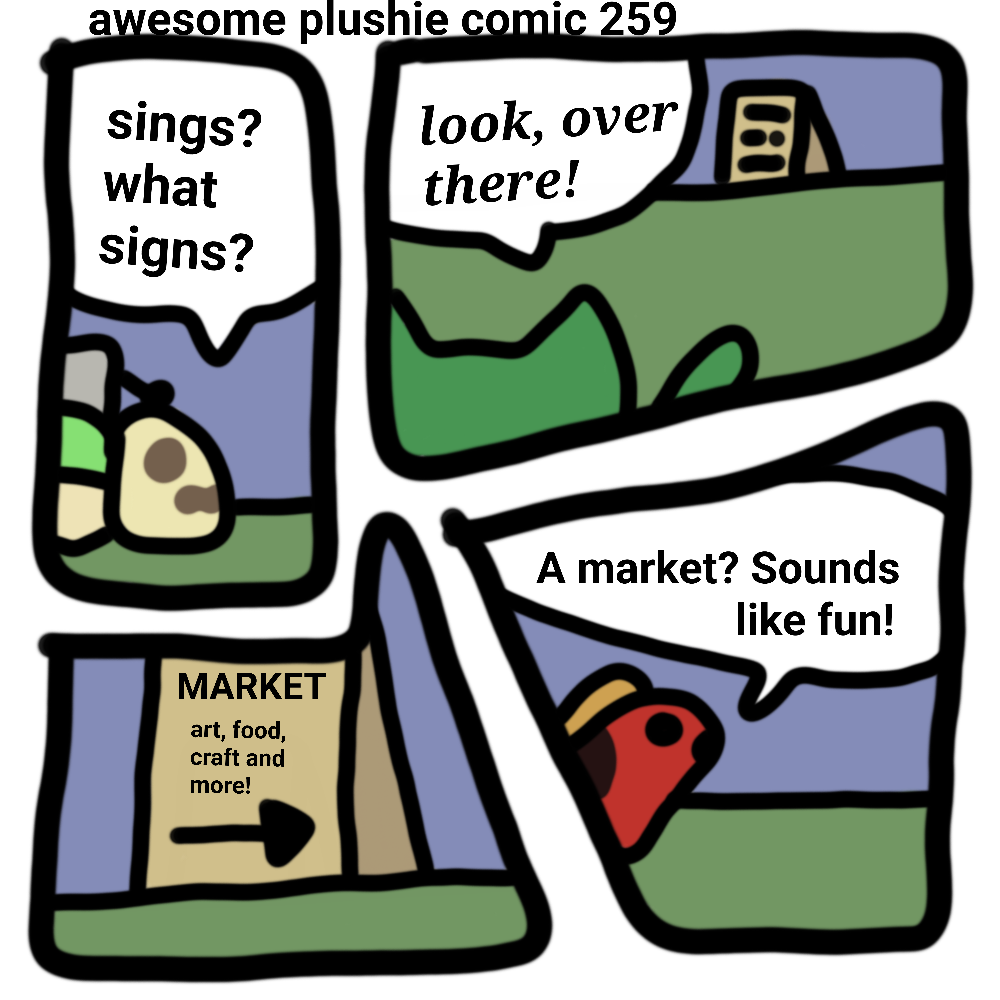 awesome plushie comic 259
sings?
what
signs?
look, over
there!
MARKET
art, food,
craft and
more!
A market? Sounds
like fun!